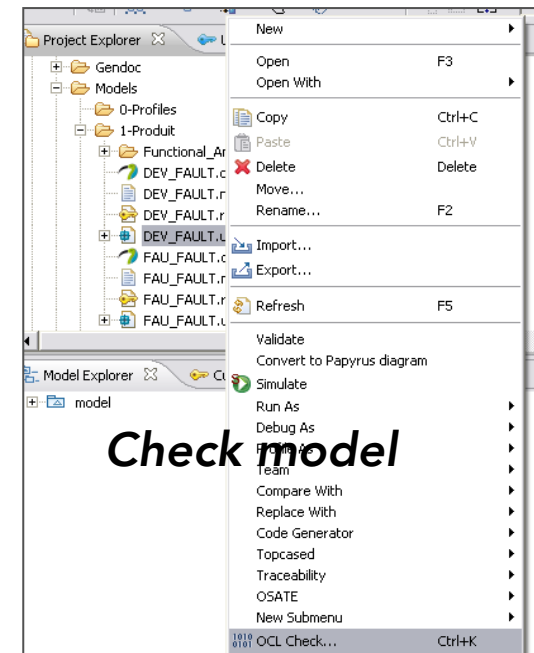 Project Explorer
Gendoc
Models
0-Profiles
1-Produit
Functional_Ar
DEV_FAULT.c
DEV_FAULT.r
DEV_FAULT.r
DEV_FAULT.u
FAU_FAULT.c
FAU_FAULT.r
FAU_FAULT.r
FAU_FAULT.u
Model Explorer
Cu
model
New
Open F3
Open With
Copy Ctrl+C
Paste Ctrl+V
Delete Delete
Move...
Rename... F2
Import...
Export...
Refresh F5
Validate
Convert to Papyrus diagram
Simulate
Run As
Debug As
Profile As
Team
Compare With
Replace With
Code Generator
Topcased
Traceability
OSATE
New Submenu
OCL Check... Ctrl+K
Check model